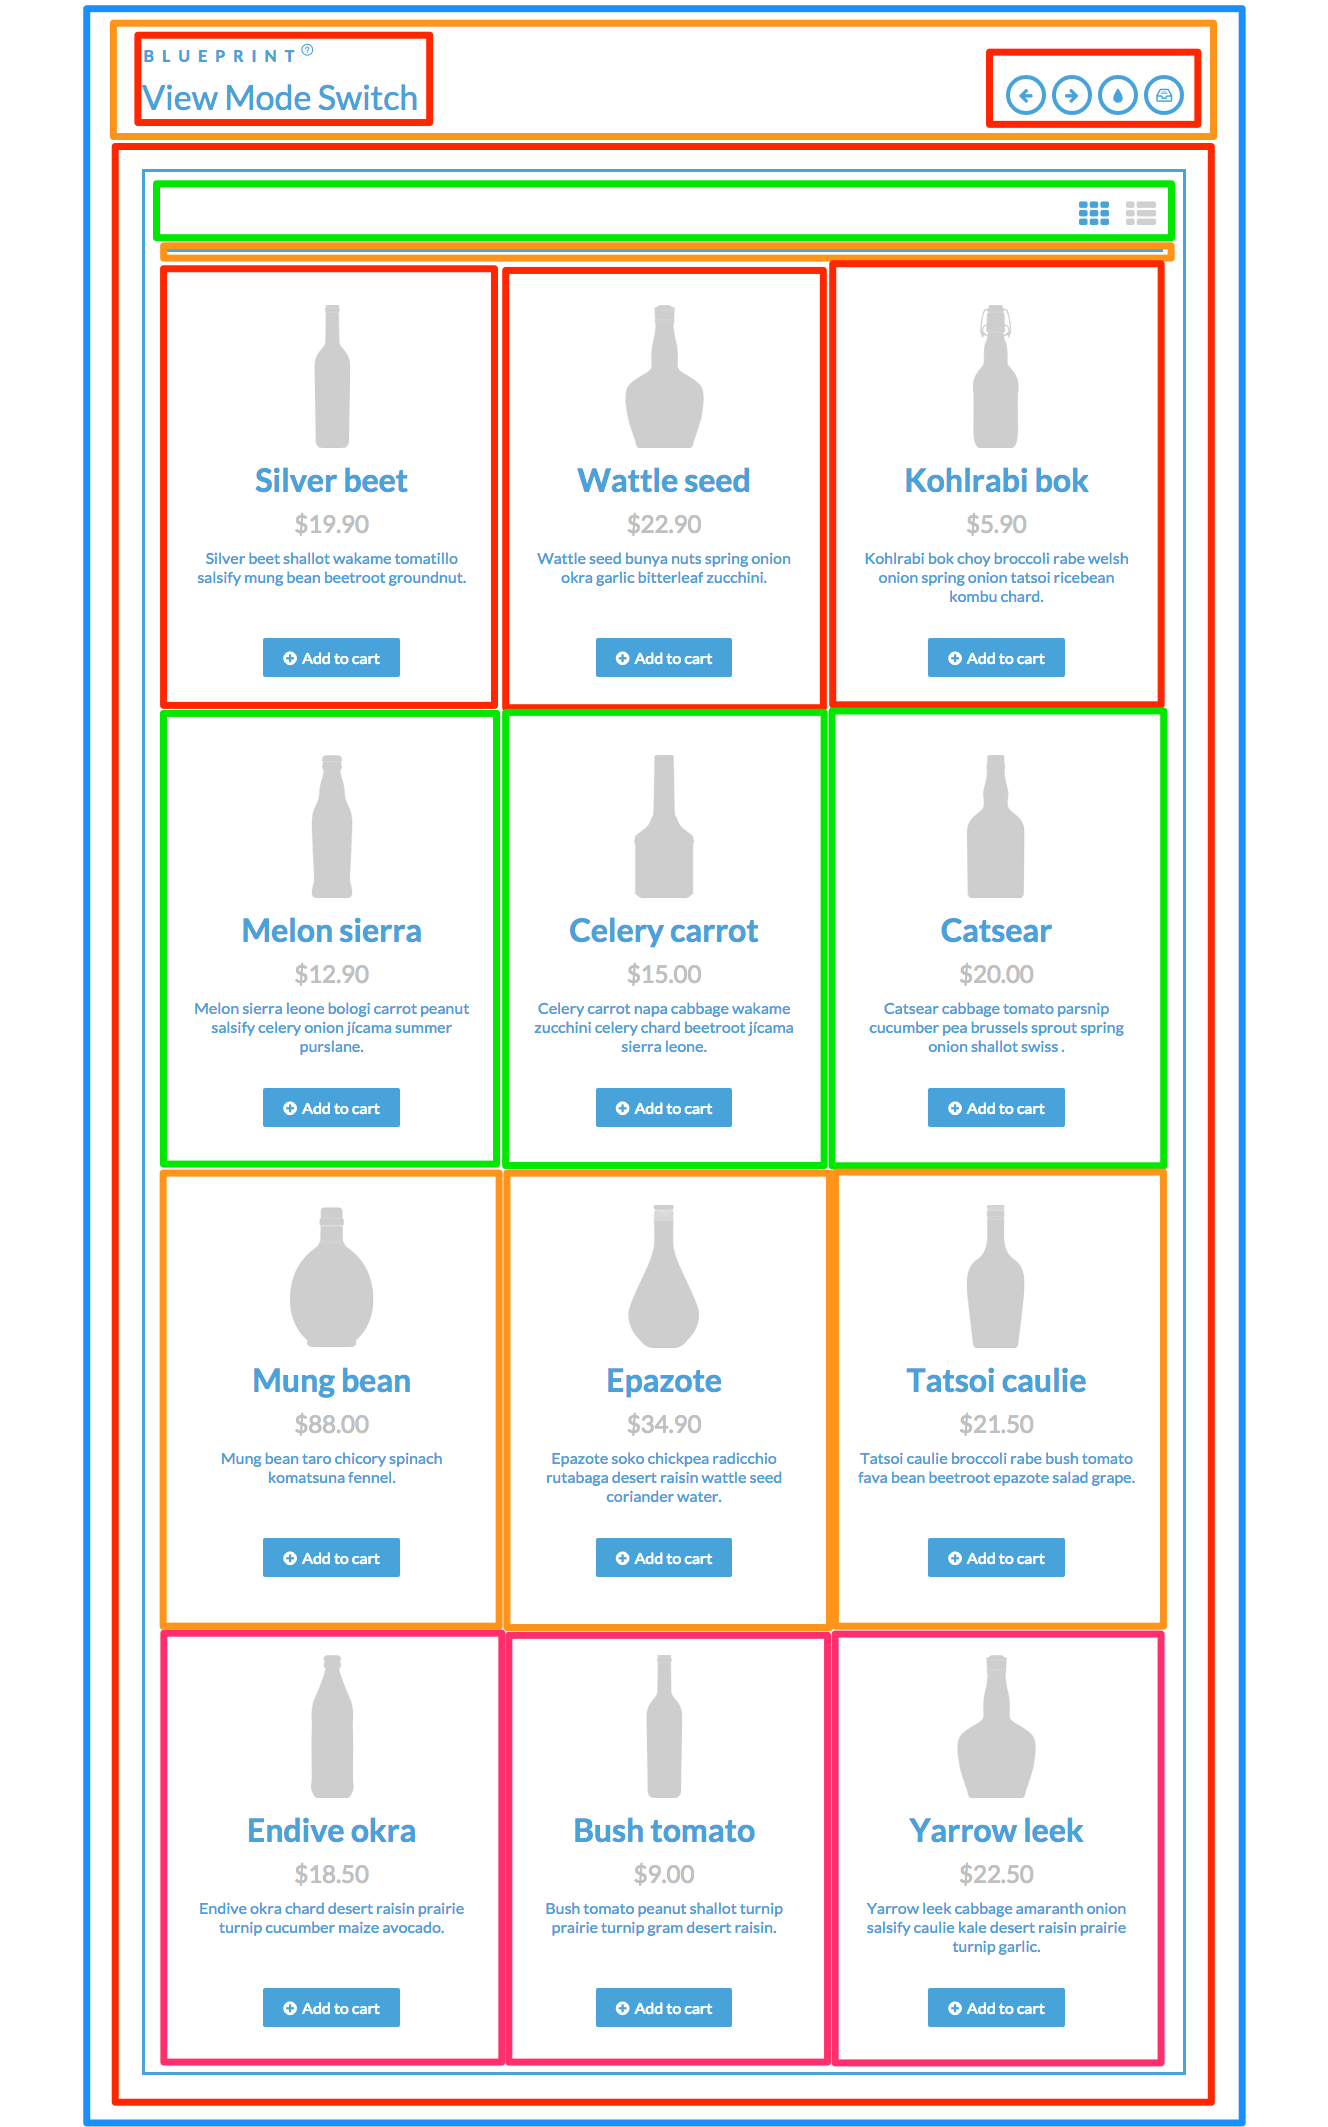 BLUEPRINT
View Mode Switch
Silver beet
$19.90
Silver beet shallot wakame tomatillo
salsify mung bean beetroot groundnut.
Add to cart
Wattle seed
$22.90
Wattle seed bunya nuts spring onion
okra garlic bitterleaf zucchini.
Add to cart
Kohlrabi bok
$5.90
Kohlrabi bok choy broccoli rabe welsh
onion spring onion tatsoi ricebean
kombu chard.
Add to cart
Melon sierra
$12.90
Melon sierra leone bologi carrot peanut
salsify celery onion jícama summer
purslane.
Add to cart
Celery carrot
$15.00
Celery carrot napa cabbage wakame
zucchini celery chard beetroot jícama
sierra leone.
Add to cart
Catsear
$20.00
Catsear cabbage tomato parsnip
cucumber pea brussels sprout spring
onion shallot swiss .
Add to cart
Mung bean
$88.00
Mung bean taro chicory spinach
komatsuna fennel.
Add to cart
Epazote
$34.90
Epazote soko chickpea radicchio
rutabaga desert raisin wattle seed
coriander water.
Add to cart
Tatsoi caulie
$21.50
Tatsoi caulie broccoli rabe bush tomato
fava bean beetroot epazote salad grape.
Add to cart
Endive okra
$18.50
Endive okra chard desert raisin prairie
turnip cucumber maize avocado.
Add to cart
Bush tomato
$9.00
Bush tomato peanut shallot turnip
prairie turnip gram desert raisin.
Add to cart
Yarrow leek
$22.50
Yarrow leek cabbage amaranth onion
salsify caulie kale desert raisin prairie
turnip garlic.
Add to cart